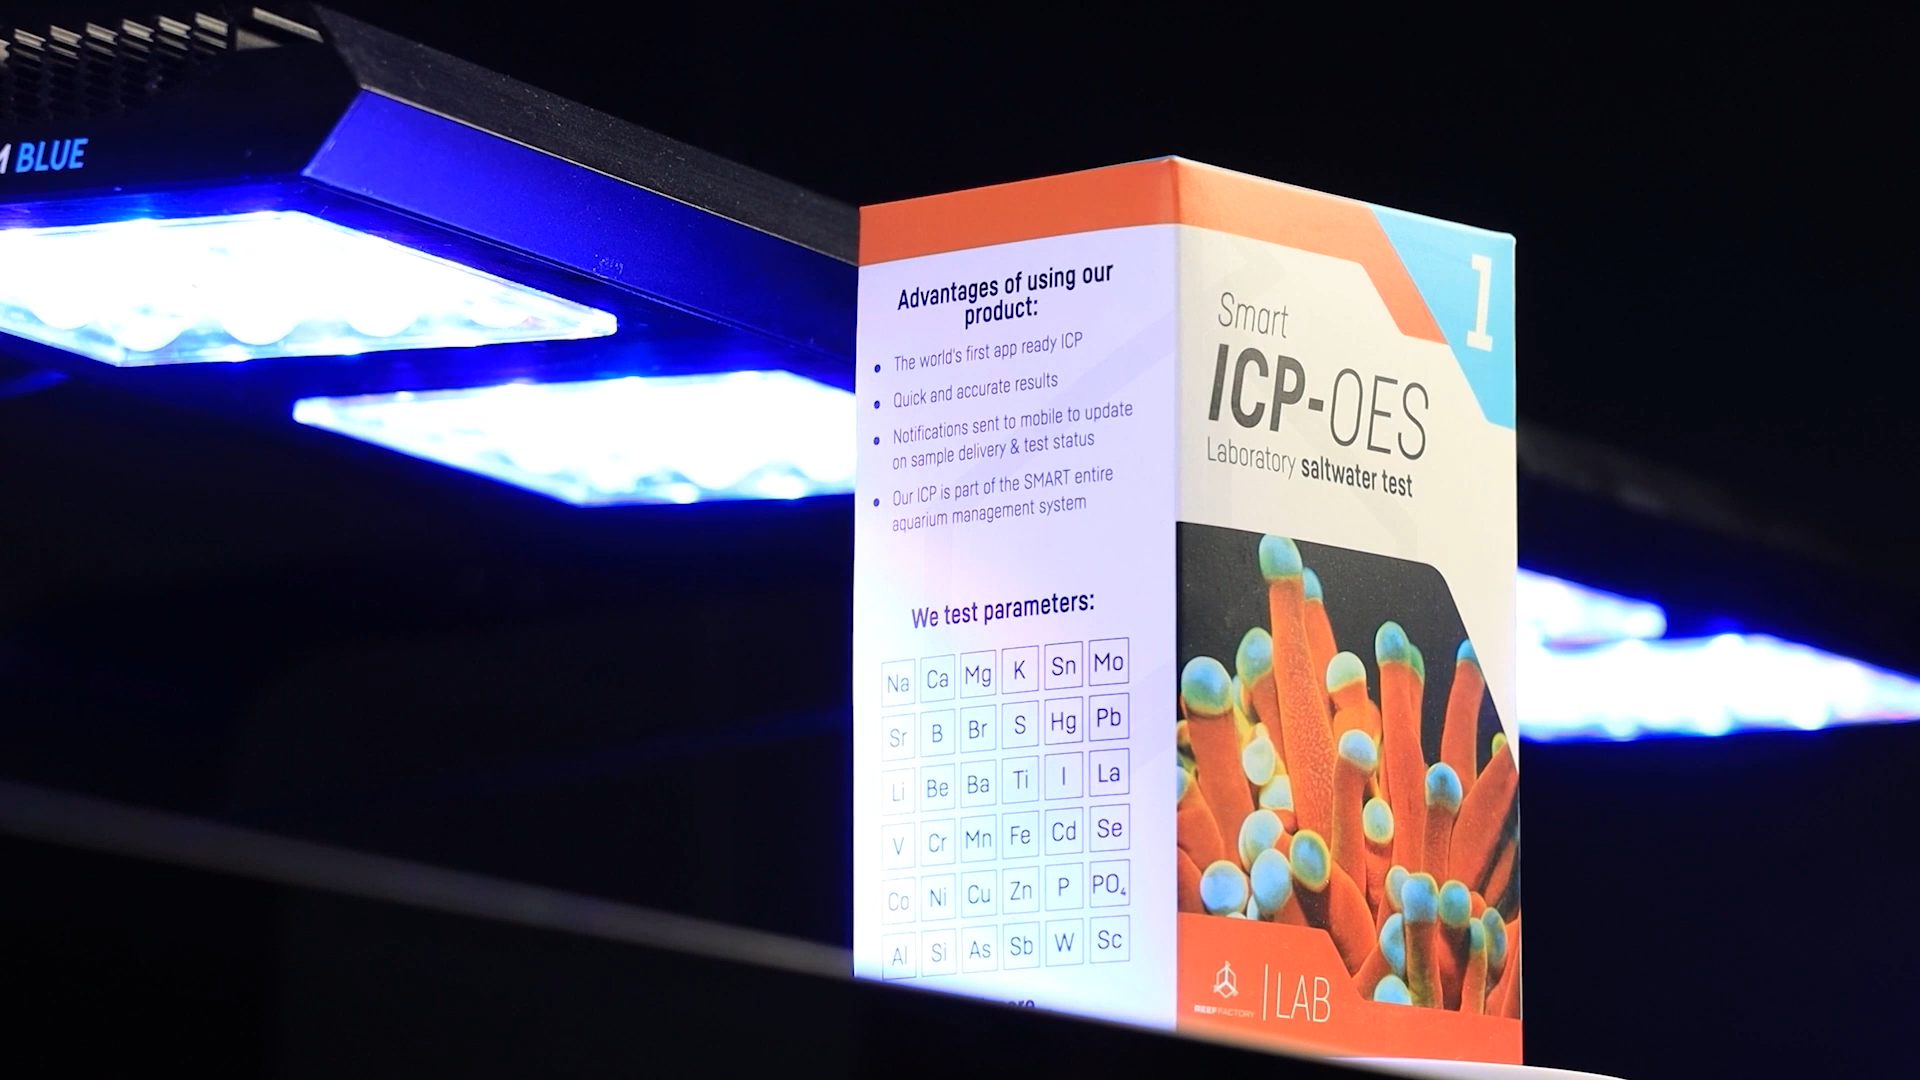 BLUE
Advantages of using our
product:
The world's first app ready ICP
Quick and accurate results
Notifications sent to mobile to update
on sample delivery & test status
Our ICP is part of the SMART entire
aquarium management system
We test parameters:
Na Ca Mg K Sn Mo
Sr B Br S Hg Pb
Li Be Ba Ti I La
V Cr Mn Fe Cd Se
Co Ni Cu Zn P PO₄
Al Si As Sb W Sc
1
Smart
ICP-OES
Laboratory saltwater test
REEF FACTORY
LAB